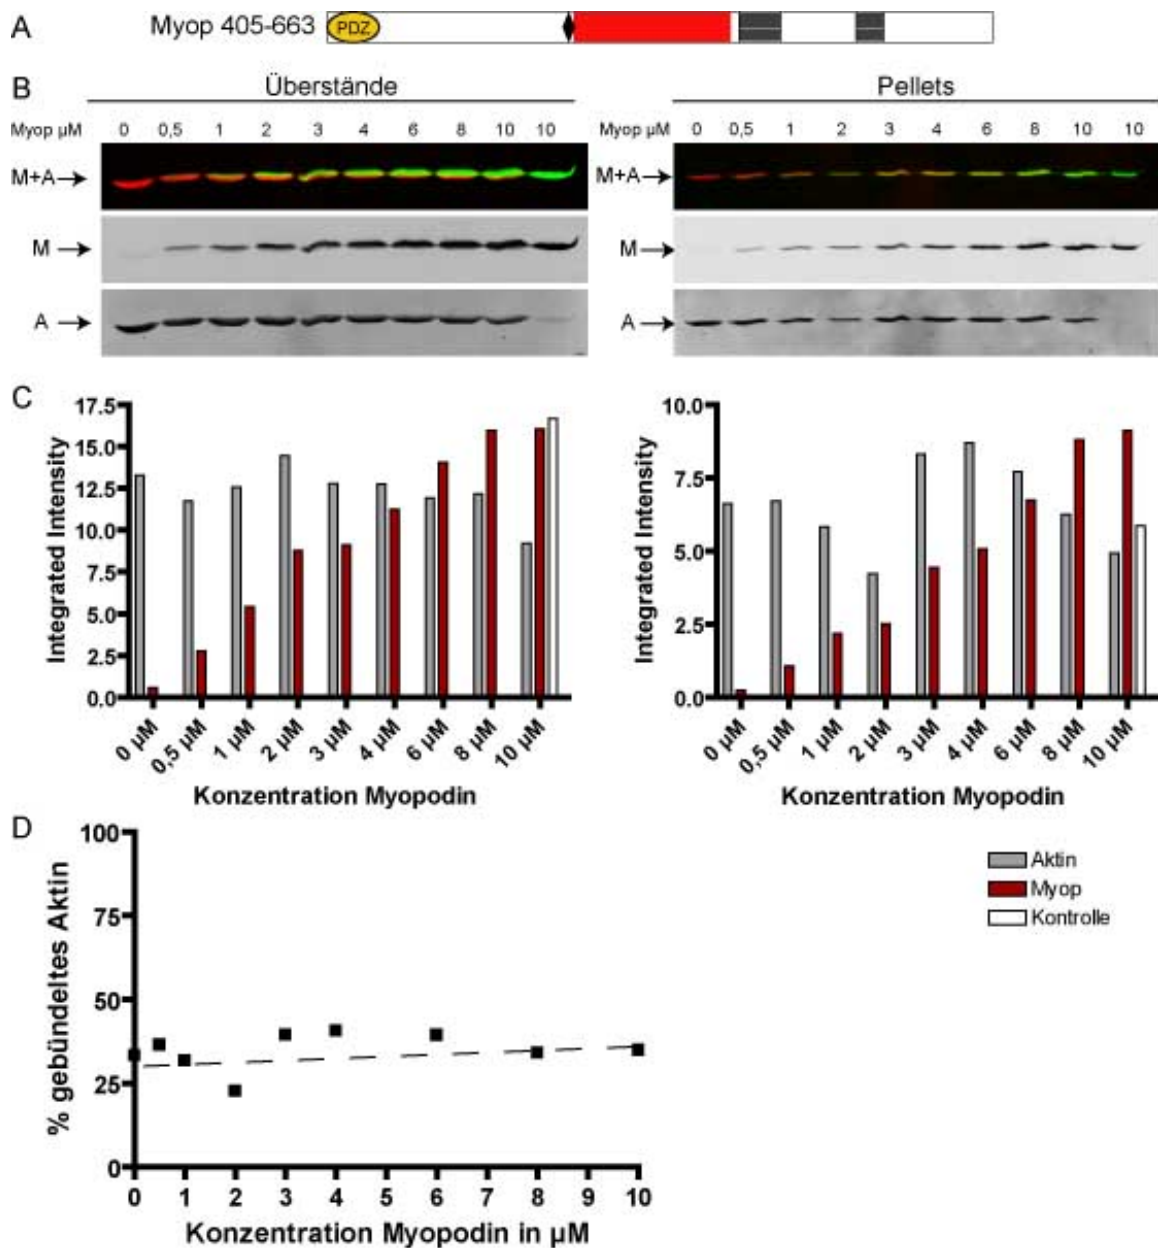 A
Myop 405-663
PDZ
B
Überstände
Myop µM 0 0,5 1 2 3 4 6 8 10 10
M+A
M
A
Pellets
Myop µM 0 0,5 1 2 3 4 6 8 10 10
M+A
M
A
C
Integrated Intensity
17.5
15.0
12.5
10.0
7.5
5.0
2.5
0.0
0 µM 0,5 µM 1 µM 2 µM 3 µM 4 µM 6 µM 8 µM 10 µM
Konzentration Myopodin
Integrated Intensity
10.0
7.5
5.0
2.5
0.0
0 µM 0,5 µM 1 µM 2 µM 3 µM 4 µM 6 µM 8 µM 10 µM
Konzentration Myopodin
D
% gebündeltes Aktin
100
75
50
25
0
0 1 2 3 4 5 6 7 8 9 10
Konzentration Myopodin in µM
Aktin
Myop
Kontrolle